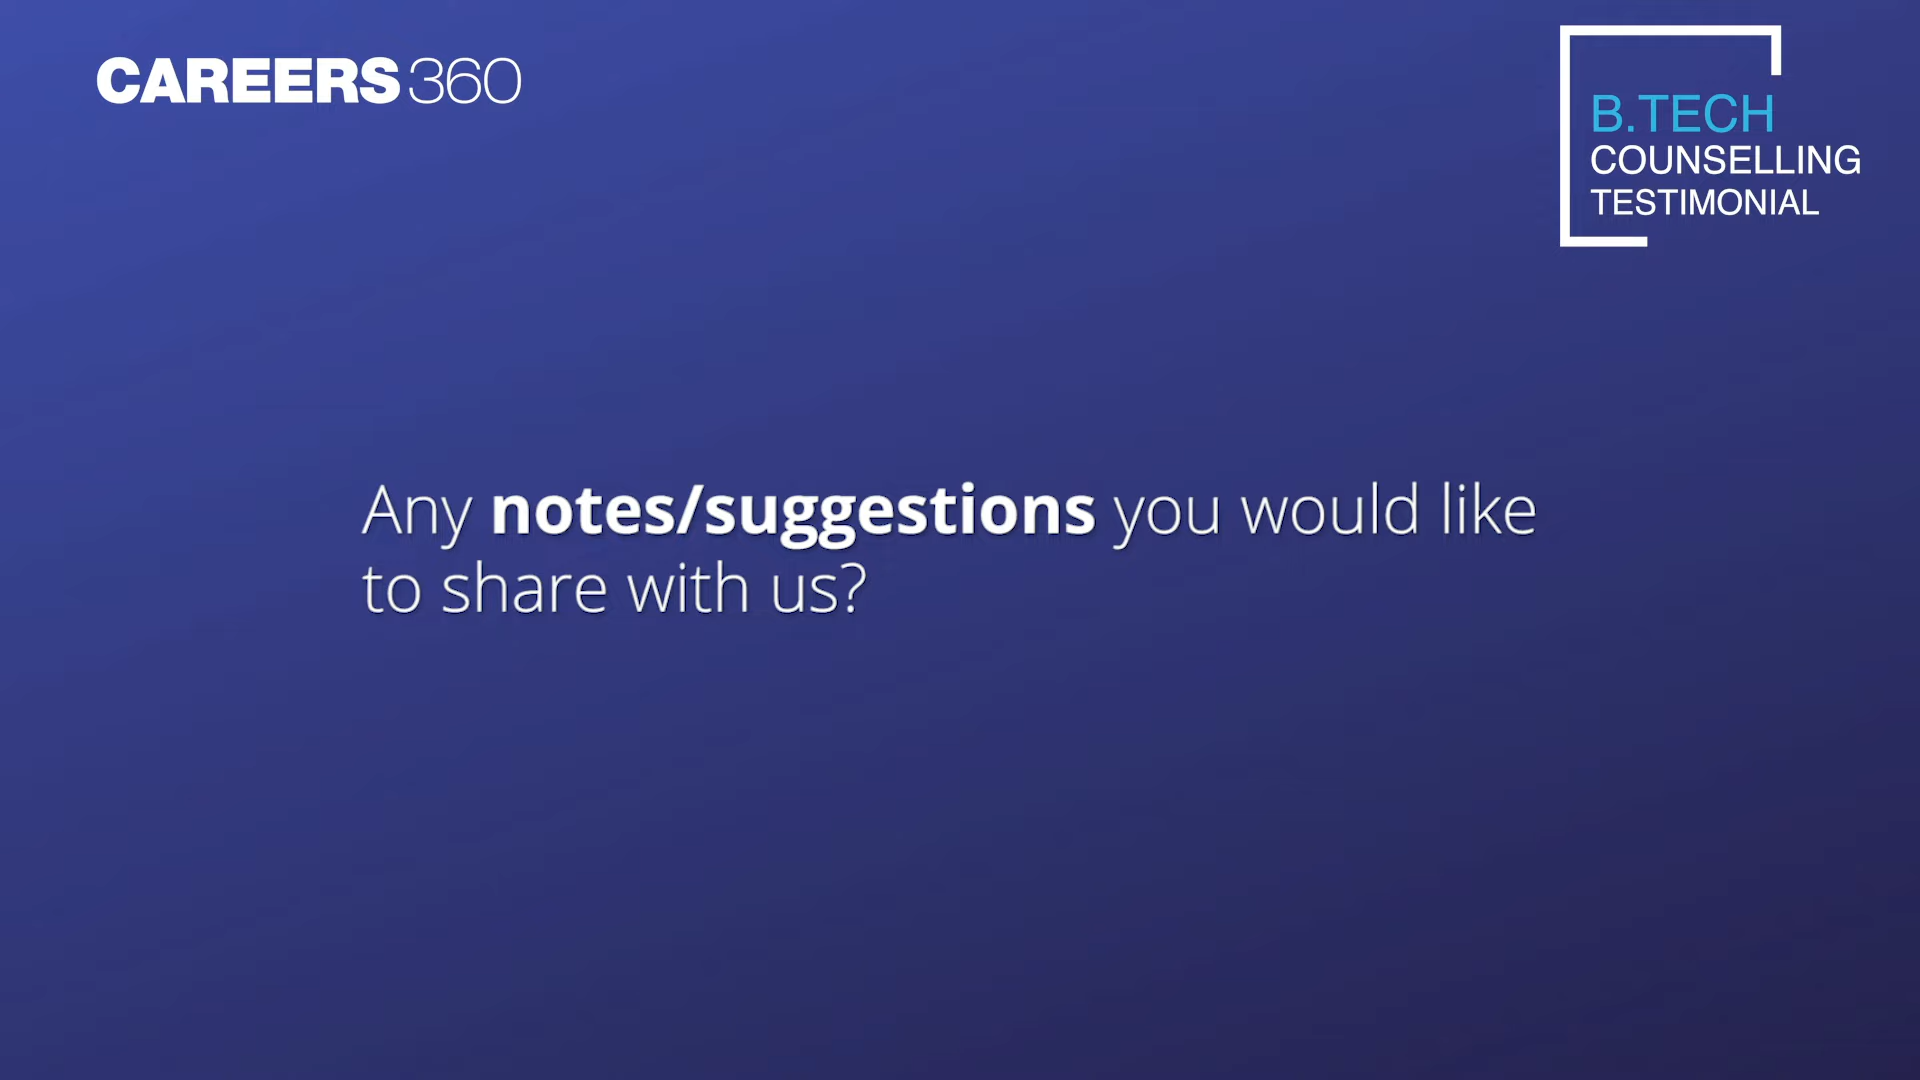 CAREERS360
B.TECH
COUNSELLING
TESTIMONIAL
Any notes/suggestions you would like
to share with us?